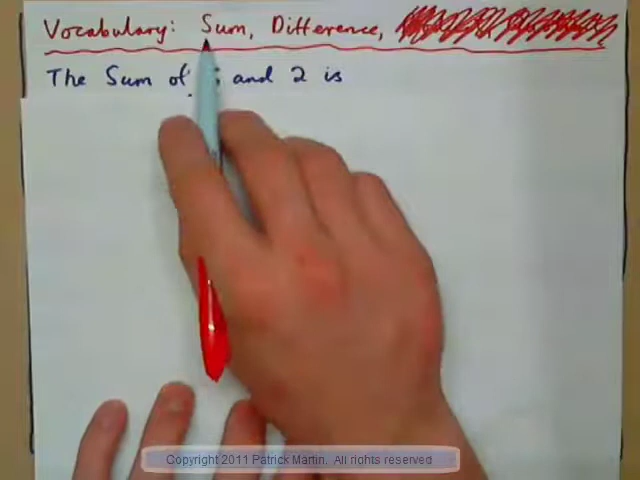 Vocabulary: Sum, Difference,
The Sum of and 2 is
Copyright 2011 Patrick Martin. All rights reserved